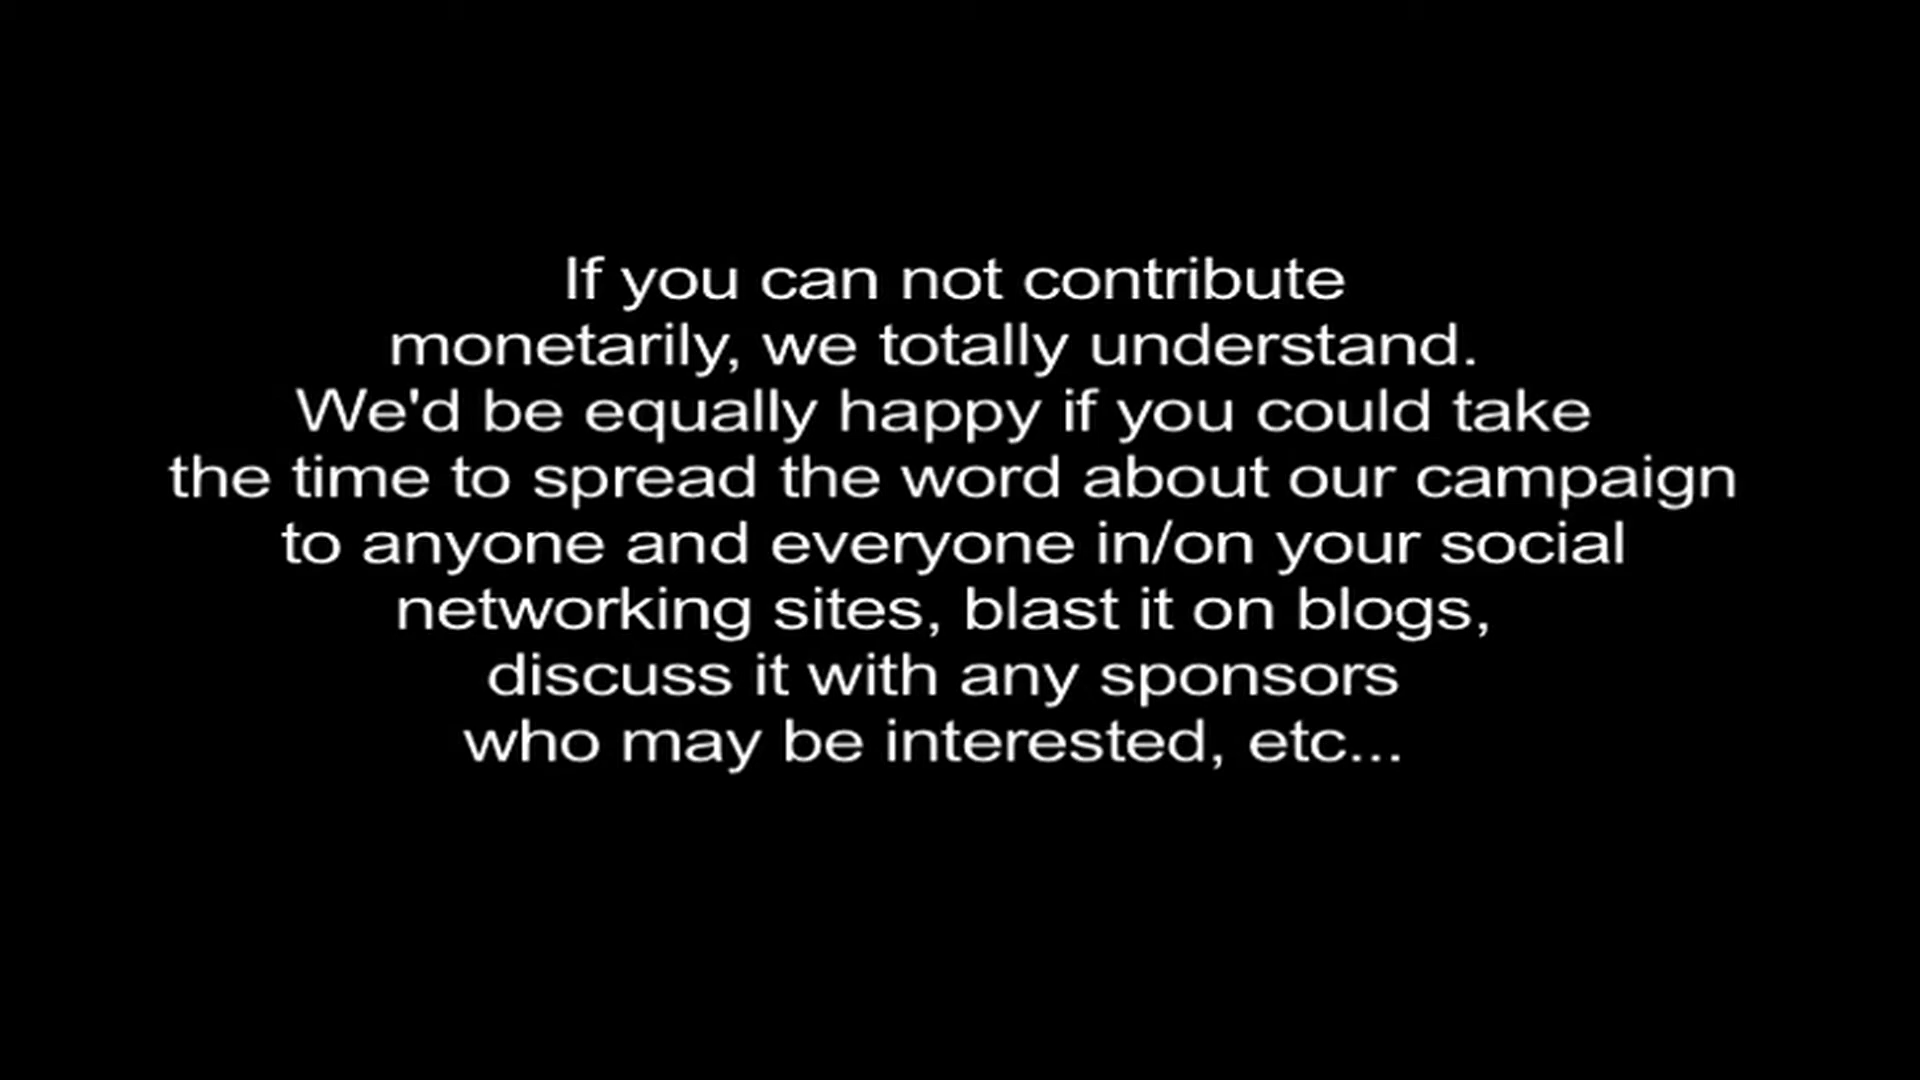 If you can not contribute
monetarily, we totally understand.
We'd be equally happy if you could take
the time to spread the word about our campaign
to anyone and everyone in/on your social
networking sites, blast it on blogs,
discuss it with any sponsors
who may be interested, etc...